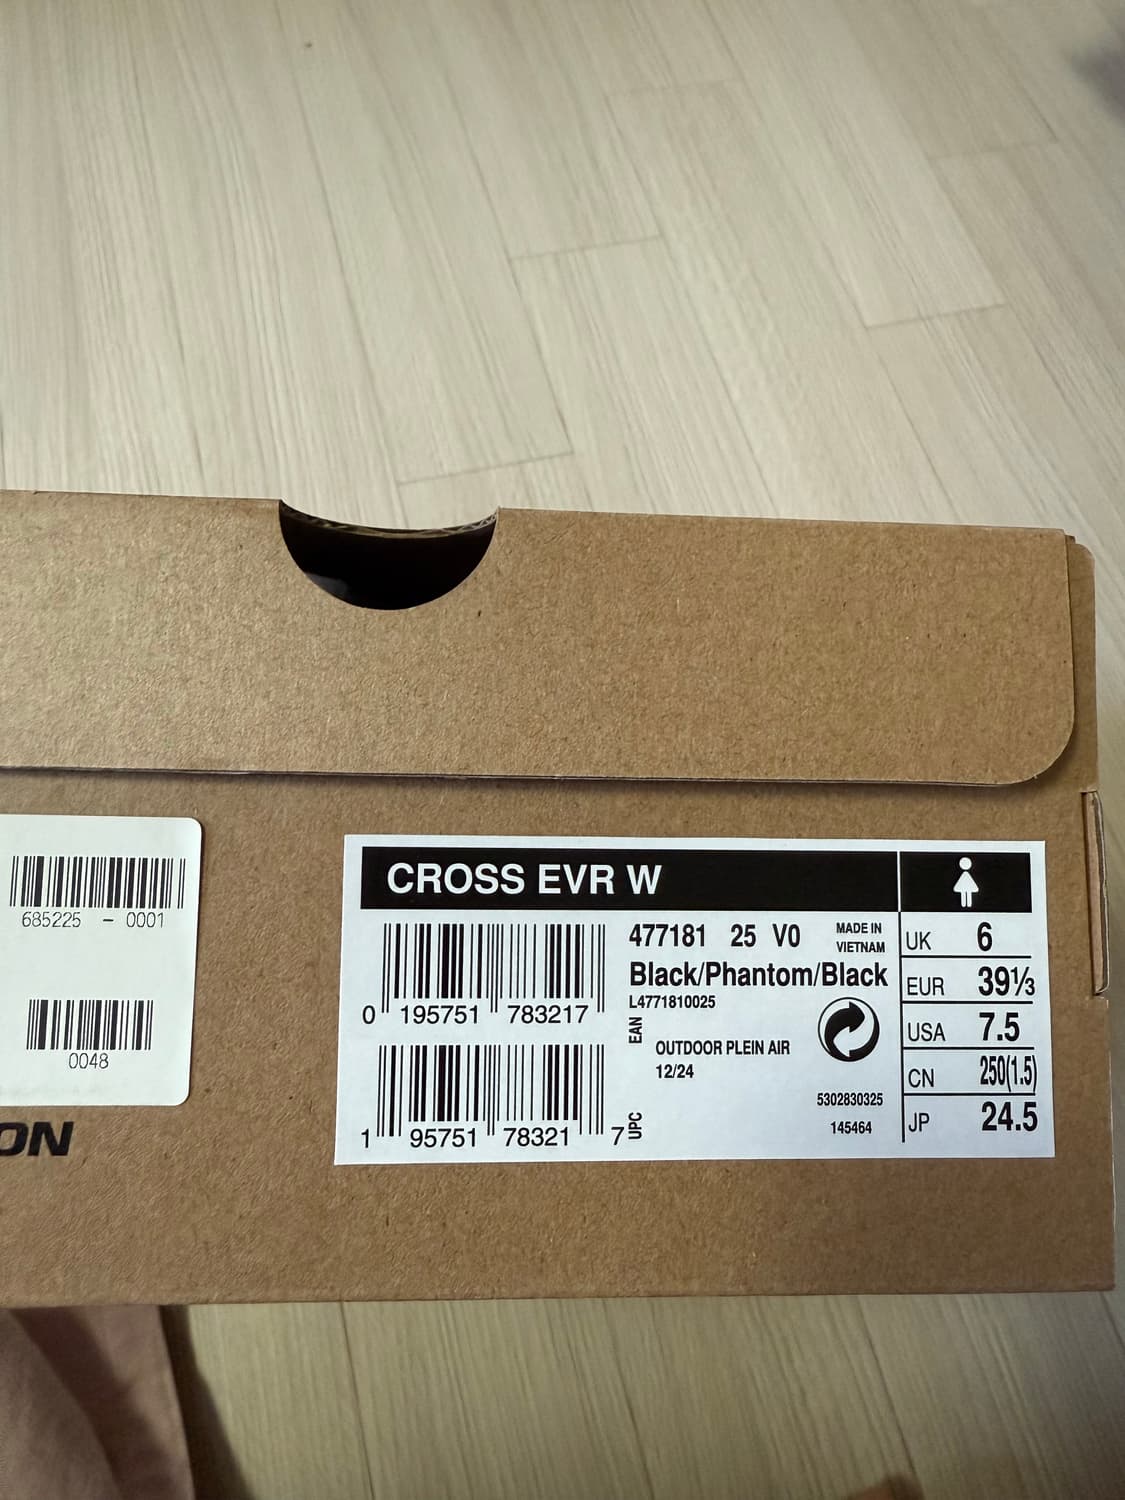 685225 - 0001
0048
ON
CROSS EVR W
0 195751 783217
EAN
1 95751 78321 7
UPC
477181 25 V0
MADE IN
VIETNAM
Black/Phantom/Black
L4771810025
OUTDOOR PLEIN AIR
12/24
5302830325
145464
UK 6
EUR 39⅓
USA 7.5
CN 250(1.5)
JP 24.5